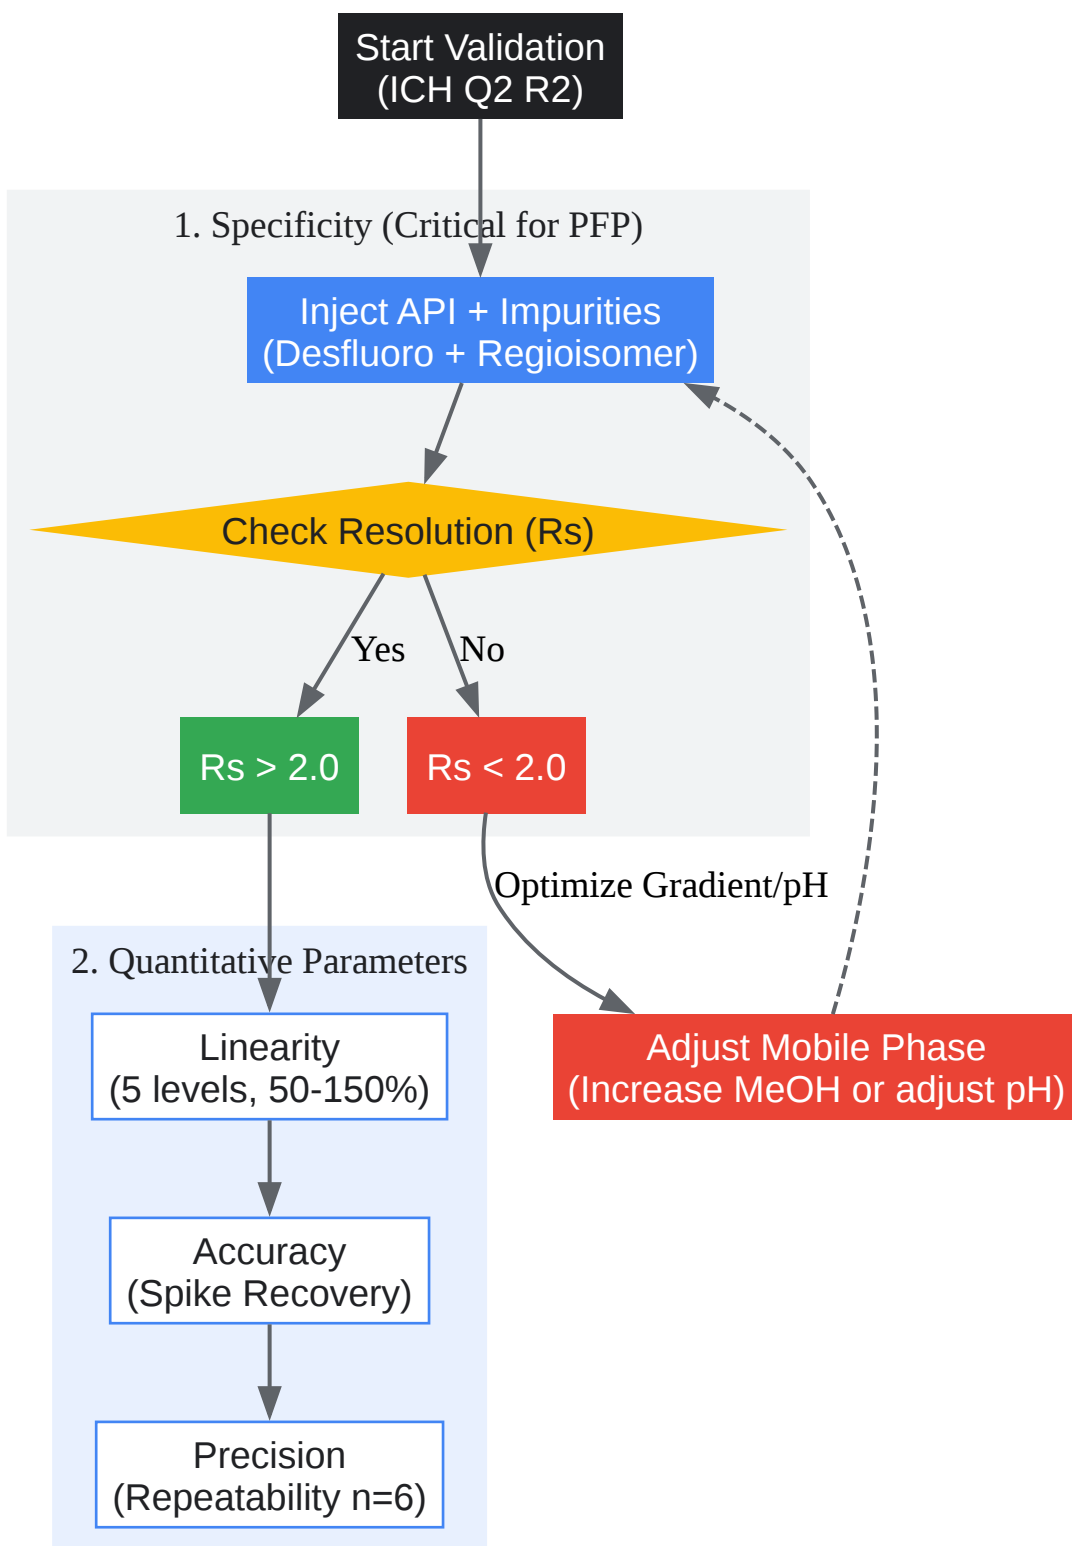 Start Validation
(ICH Q2 R2)
1. Specificity (Critical for PFP)
Inject API + Impurities
(Desfluoro + Regioisomer)
Check Resolution (Rs)
Yes
No
Rs > 2.0
Rs < 2.0
Optimize Gradient/pH
2. Quantitative Parameters
Linearity
(5 levels, 50-150%)
Adjust Mobile Phase
(Increase MeOH or adjust pH)
Accuracy
(Spike Recovery)
Precision
(Repeatability n=6)